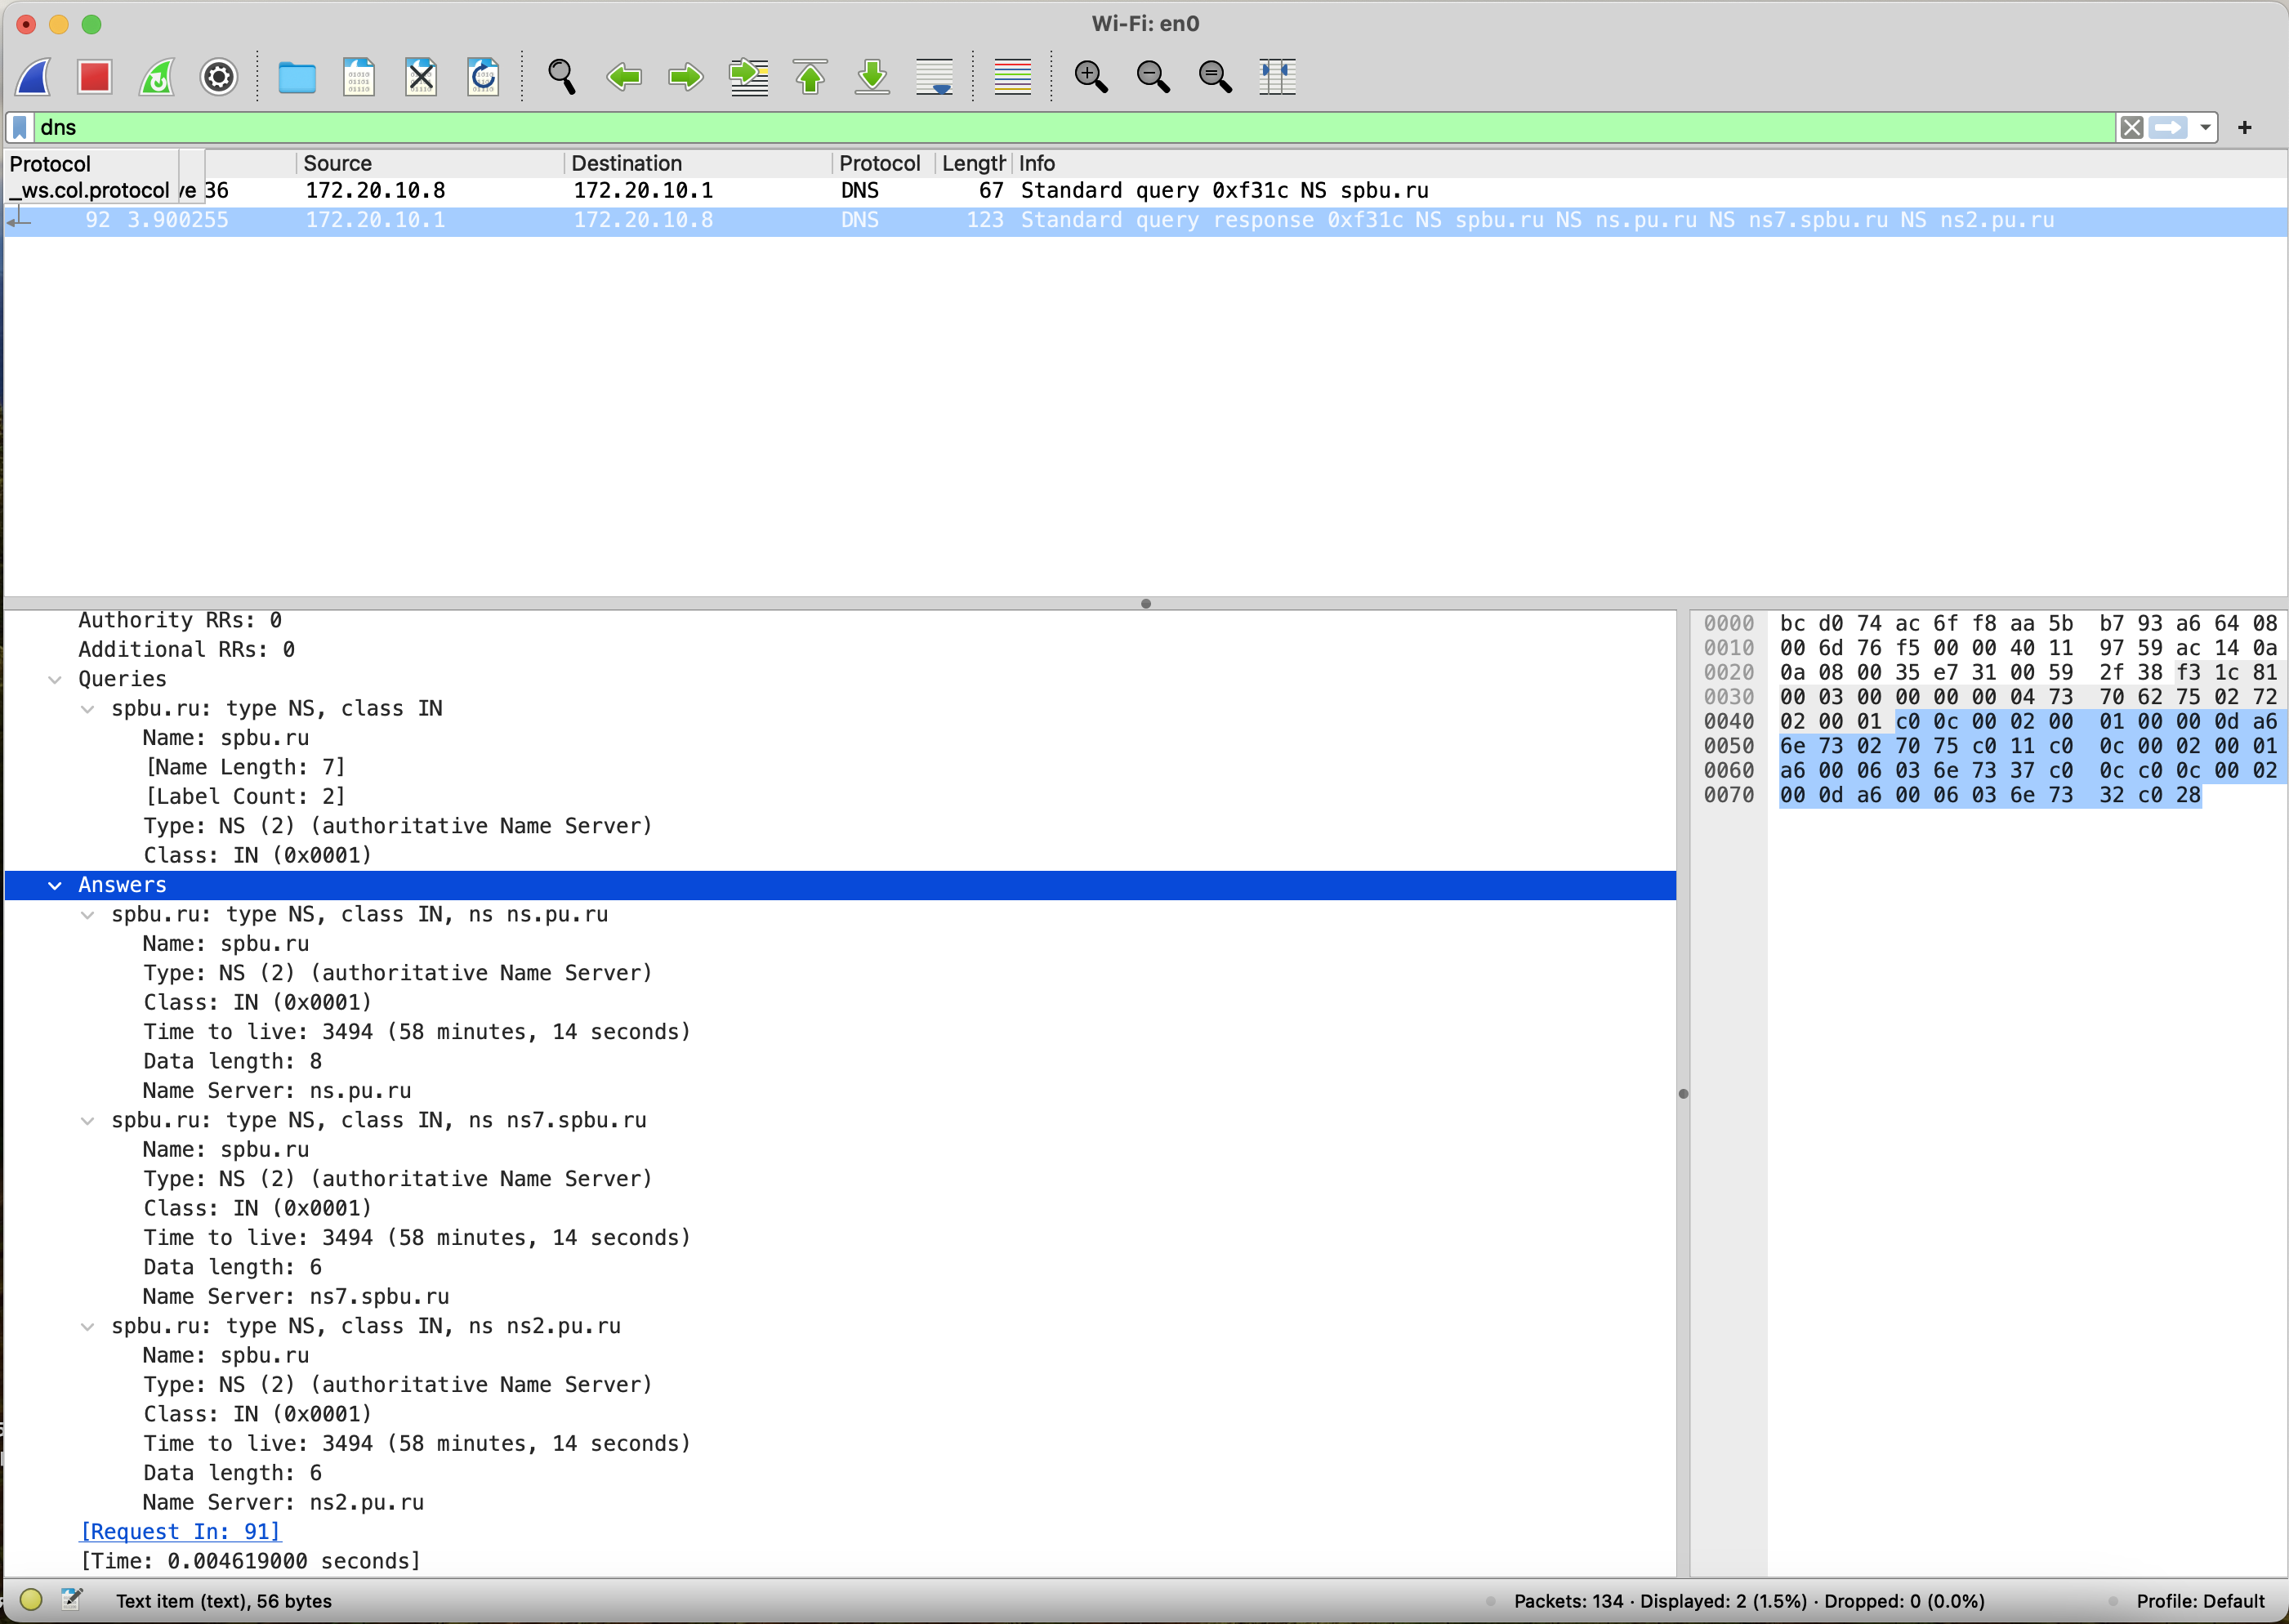 Wi-Fi: en0
dns
Protocol Source Destination Protocol Length Info
_ws.col.protocol ve 36 172.20.10.8 172.20.10.1 DNS 67 Standard query 0xf31c NS spbu.ru
92 3.900255 172.20.10.1 172.20.10.8 DNS 123 Standard query response 0xf31c NS spbu.ru NS ns.pu.ru NS ns7.spbu.ru NS ns2.pu.ru
Authority RRs: 0
Additional RRs: 0
Queries
spbu.ru: type NS, class IN
Name: spbu.ru
[Name Length: 7]
[Label Count: 2]
Type: NS (2) (authoritative Name Server)
Class: IN (0x0001)
Answers
spbu.ru: type NS, class IN, ns ns.pu.ru
Name: spbu.ru
Type: NS (2) (authoritative Name Server)
Class: IN (0x0001)
Time to live: 3494 (58 minutes, 14 seconds)
Data length: 8
Name Server: ns.pu.ru
spbu.ru: type NS, class IN, ns ns7.spbu.ru
Name: spbu.ru
Type: NS (2) (authoritative Name Server)
Class: IN (0x0001)
Time to live: 3494 (58 minutes, 14 seconds)
Data length: 6
Name Server: ns7.spbu.ru
spbu.ru: type NS, class IN, ns ns2.pu.ru
Name: spbu.ru
Type: NS (2) (authoritative Name Server)
Class: IN (0x0001)
Time to live: 3494 (58 minutes, 14 seconds)
Data length: 6
Name Server: ns2.pu.ru
[Request In: 91]
[Time: 0.004619000 seconds]
0000 bc d0 74 ac 6f f8 aa 5b b7 93 a6 64 08
0010 00 6d 76 f5 00 00 40 11 97 59 ac 14 0a
0020 0a 08 00 35 e7 31 00 59 2f 38 f3 1c 81
0030 00 03 00 00 00 00 04 73 70 62 75 02 72
0040 02 00 01 c0 0c 00 02 00 01 00 00 0d a6
0050 6e 73 02 70 75 c0 11 c0 0c 00 02 00 01
0060 a6 00 06 03 6e 73 37 c0 0c c0 0c 00 02
0070 00 0d a6 00 06 03 6e 73 32 c0 28
Text item (text), 56 bytes
Packets: 134 · Displayed: 2 (1.5%) · Dropped: 0 (0.0%)
Profile: Default